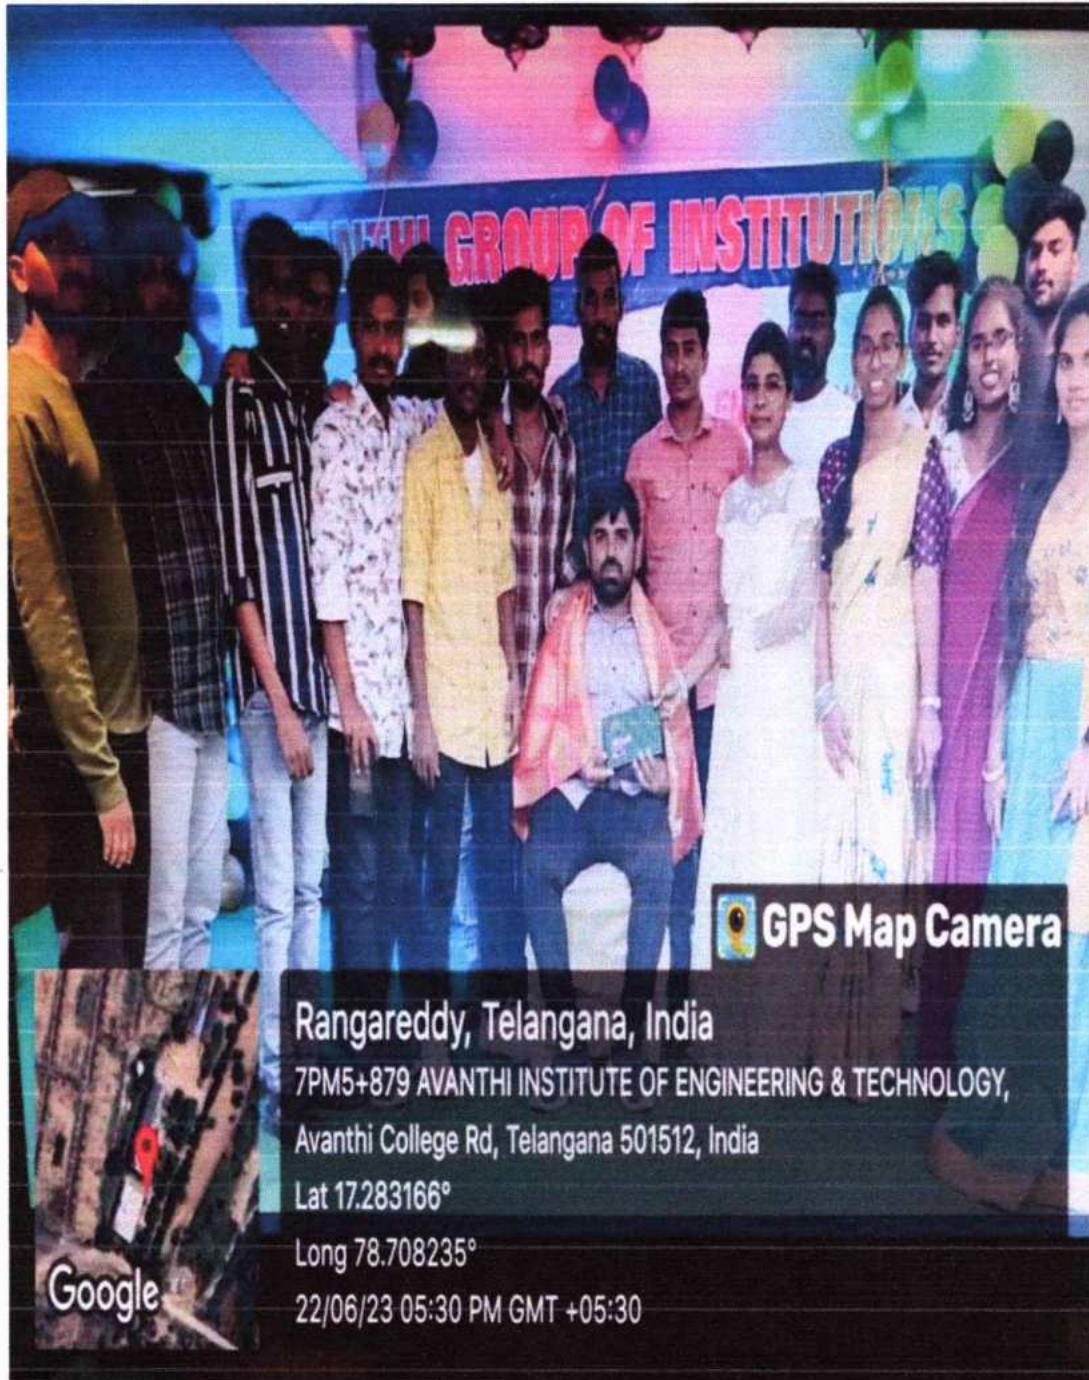 GROUP OF INSTITUTIONS
GPS Map Camera
Rangareddy, Telangana, India
7PM5+879 AVANTHI INSTITUTE OF ENGINEERING & TECHNOLOGY,
Avanthi College Rd, Telangana 501512, India
Lat 17.283166°
Long 78.708235°
22/06/23 05:30 PM GMT +05:30
Google